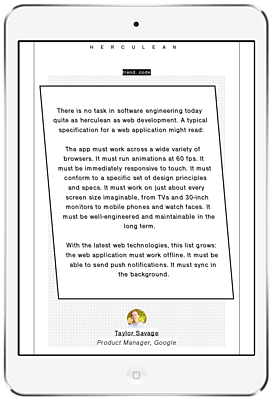 HERCULEAN
trend, code
There is no task in software engineering today
quite as herculean as web development. A typical
specification for a web application might read:
The app must work across a wide variety of
browsers. It must run animations at 60 fps. It
must be immediately responsive to touch. It must
conform to a specific set of design principles
and specs. It must work on just about every
screen size imaginable, from TVs and 30-inch
monitors to mobile phones and watch faces. It
must be well-engineered and maintainable in the
long term.
With the latest web technologies, this list grows:
the web application must work offline. It must be
able to send push notifications. It must sync in
the background.
Taylor Savage
Product Manager, Google